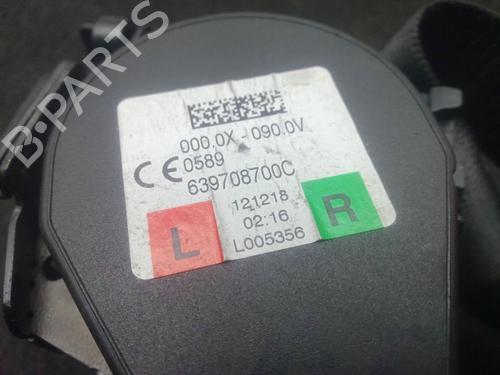 B-PARTS
000.0X - 090.0V
CE 0589
639708700C
121218
02:16
L005356
L
R